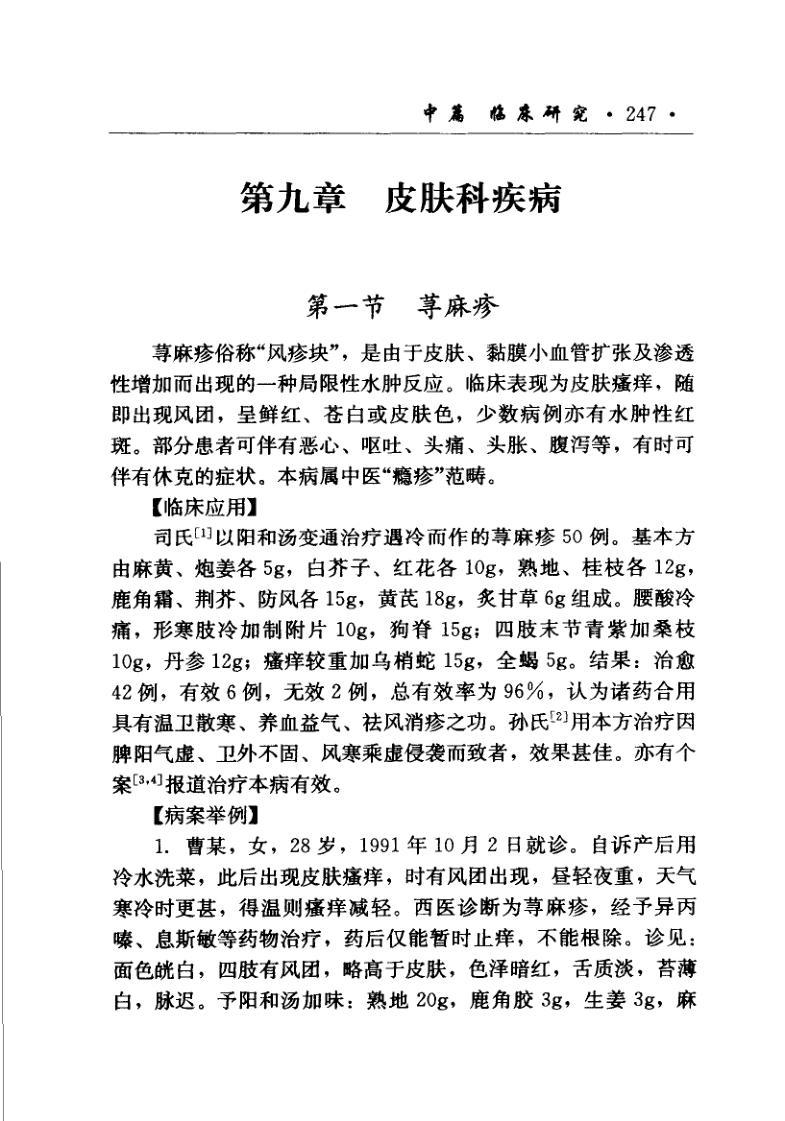 中篇 临床研究 · 247 ·
第九章 皮肤科疾病
第一节 荨麻疹
荨麻疹俗称“风疹块”，是由于皮肤、黏膜小血管扩张及渗透
性增加而出现的一种局限性水肿反应。临床表现为皮肤瘙痒，随
即出现风团，呈鲜红、苍白或皮肤色，少数病例亦有水肿性红
斑。部分患者可伴有恶心、呕吐、头痛、头胀、腹泻等，有时可
伴有休克的症状。本病属中医“瘾疹”范畴。
【临床应用】
司氏[1]以阳和汤变通治疗遇冷而作的荨麻疹 50 例。基本方
由麻黄、炮姜各 5g，白芥子、红花各 10g，熟地、桂枝各 12g，
鹿角霜、荆芥、防风各 15g，黄芪 18g，炙甘草 6g 组成。腰酸冷
痛，形寒肢冷加制附片 10g，狗脊 15g；四肢末节青紫加桑枝
10g，丹参 12g；瘙痒较重加乌梢蛇 15g，全蝎 5g。结果：治愈
42 例，有效 6 例，无效 2 例，总有效率为 96%，认为诸药合用
具有温卫散寒、养血益气、祛风消疹之功。孙氏[2]用本方治疗因
脾阳气虚、卫外不固、风寒乘虚侵袭而致者，效果甚佳。亦有个
案[3,4]报道治疗本病有效。
【病案举例】
1. 曹某，女，28 岁，1991 年 10 月 2 日就诊。自诉产后用
冷水洗菜，此后出现皮肤瘙痒，时有风团出现，昼轻夜重，天气
寒冷时更甚，得温则瘙痒减轻。西医诊断为荨麻疹，经予异丙
嗪、息斯敏等药物治疗，药后仅能暂时止痒，不能根除。诊见：
面色㿠白，四肢有风团，略高于皮肤，色泽暗红，舌质淡，苔薄
白，脉迟。予阳和汤加味：熟地 20g，鹿角胶 3g，生姜 3g，麻